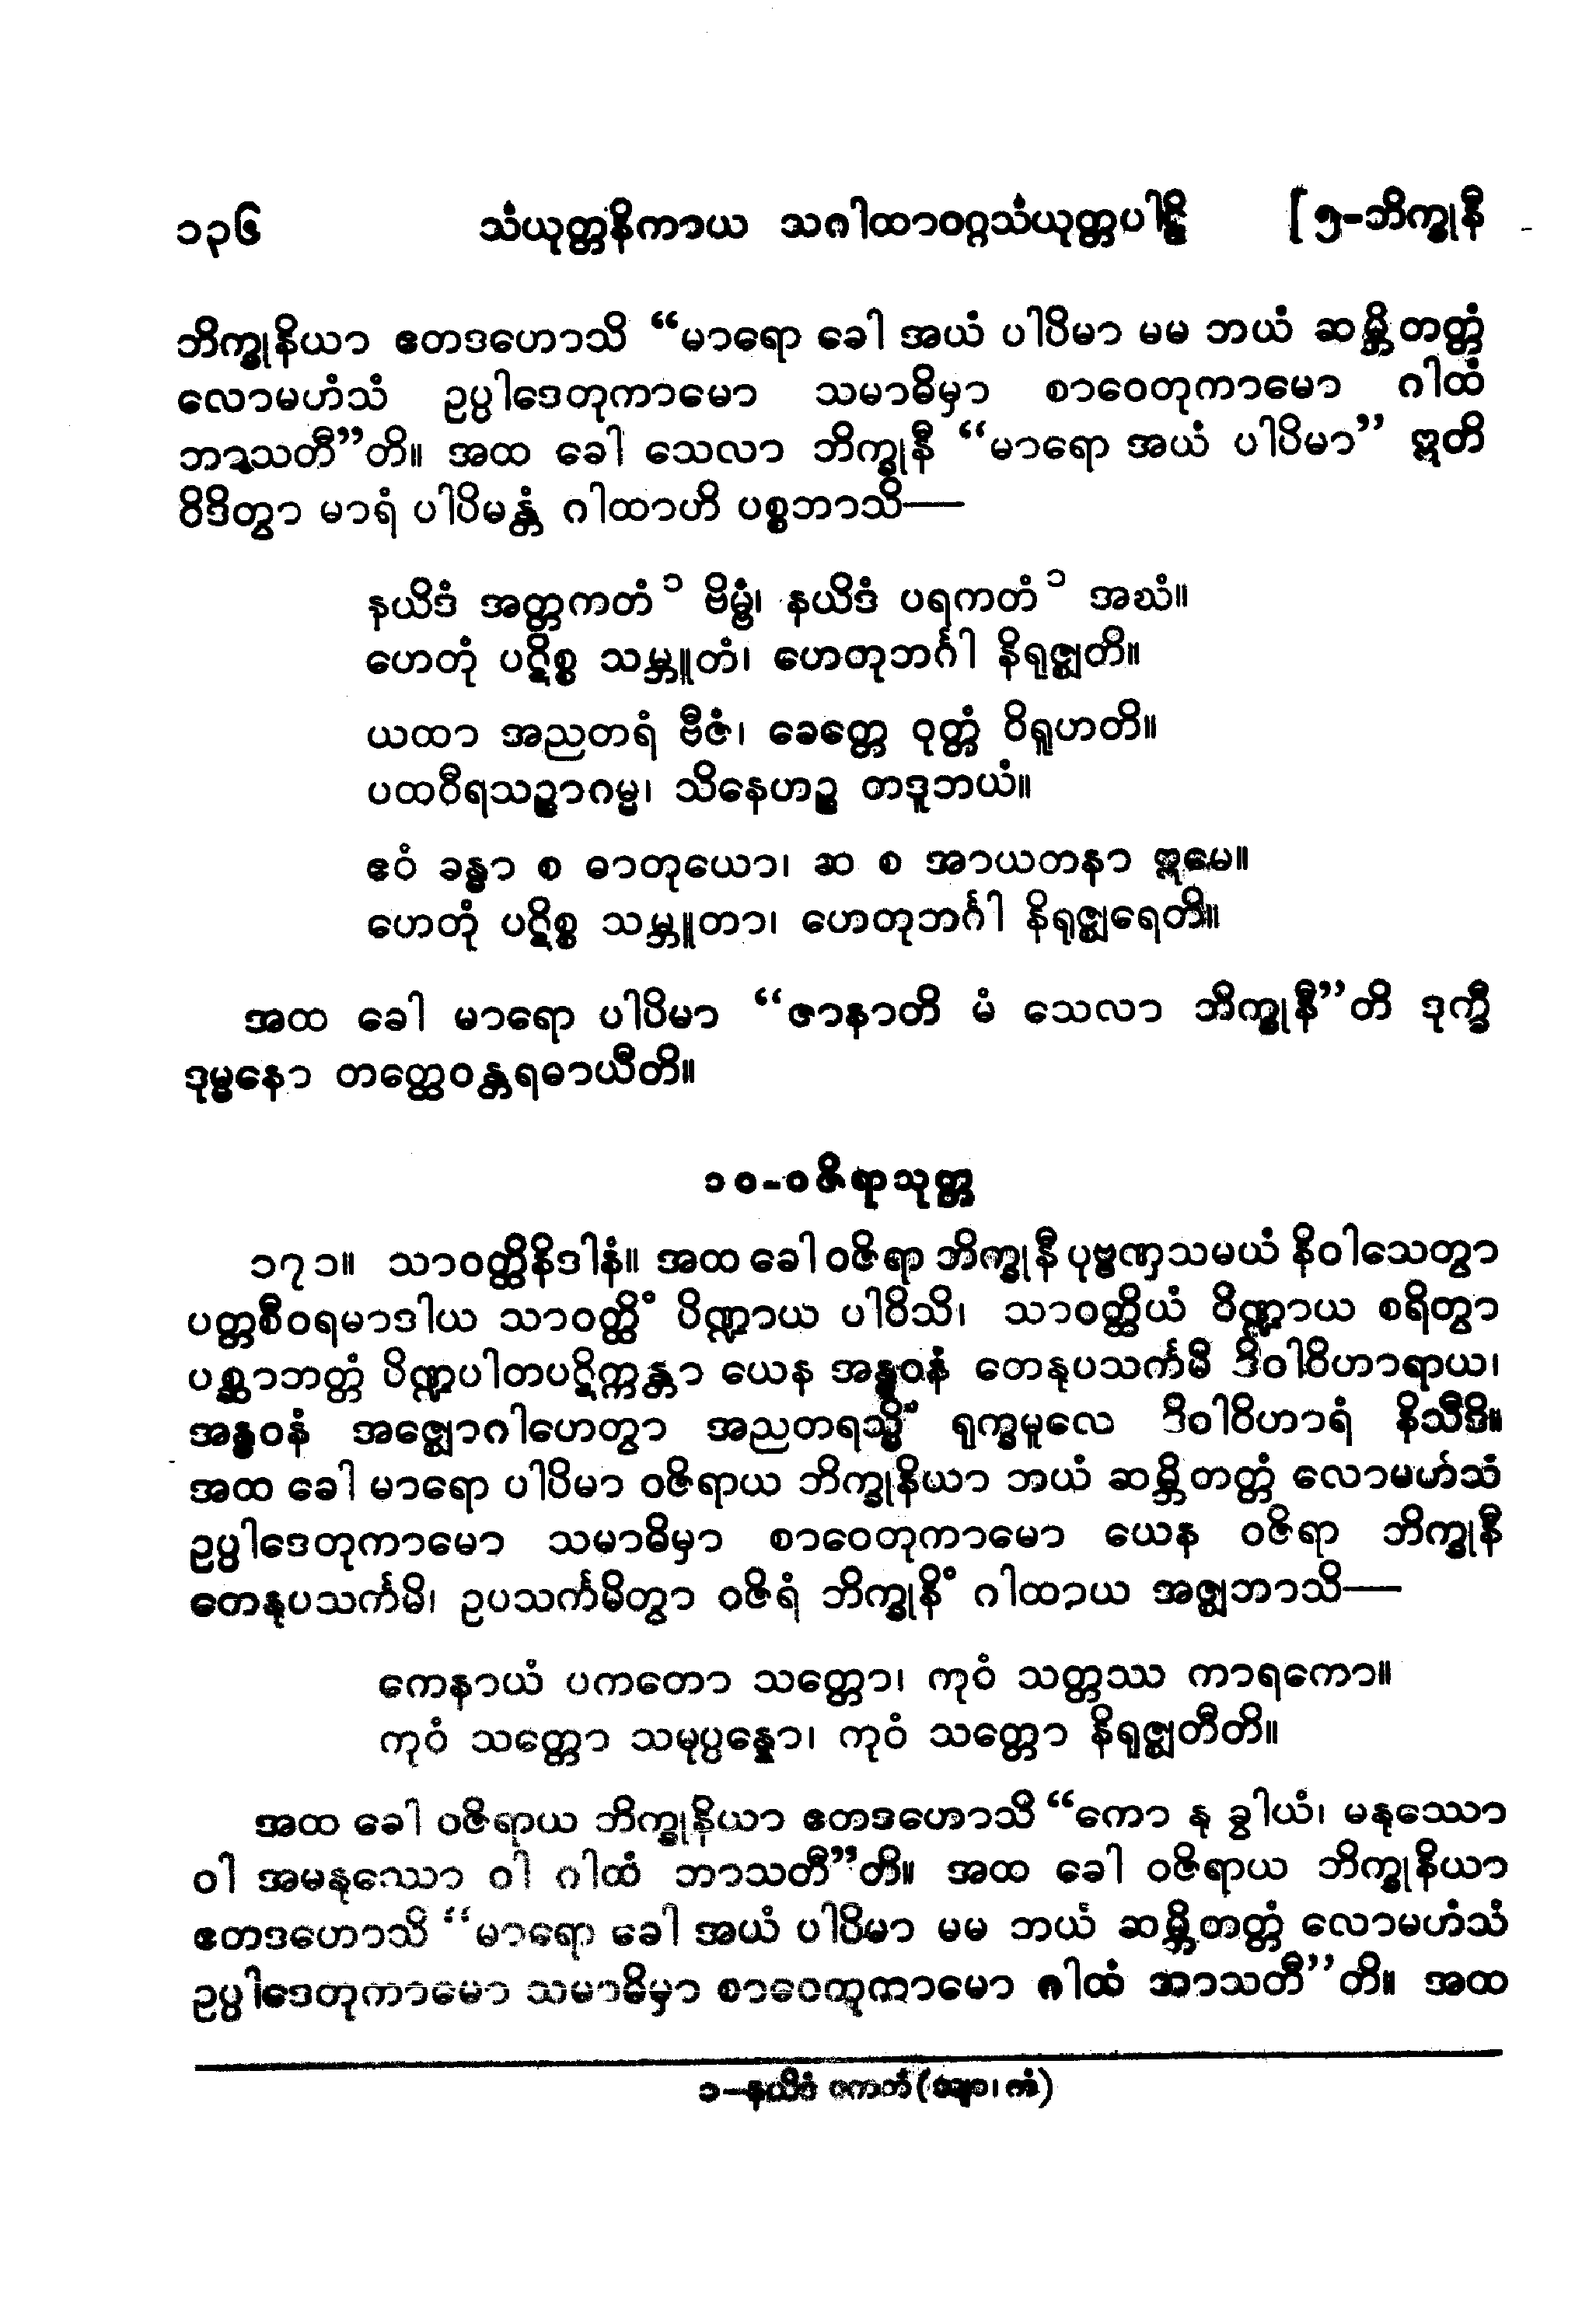 ၁၃၆ သံယုတ္တနိကာယ သဂါထာဝဂ္ဂသံယုတ္တပါဠိ [ ၅-ဘိက္ခုနီ
ဘိက္ခုနိယာ ဧတဒဟောသိ “မာရော ခေါ အယံ ပါပိမာ မမ ဘယံ ဆမ္ဘိတတ္တံ
လောမဟံသံ ဥပ္ပါဒေတုကာမော သမာဓိမှာ စာဝေတုကာမော ဂါထံ
ဘာသတီ”တိ။ အထ ခေါ သေလာ ဘိက္ခုနီ “မာရော အယံ ပါပိမာ” ဣတိ
ဝိဒိတွာ မာရံ ပါပိမန္တံ ဂါထာဟိ ပစ္စဘာသိ—
နယိဒံ အတ္တကတံ ၁ ဗိမ္ဗံ၊ နယိဒံ ပရကတံ ၁ အဃံ။
ဟေတုံ ပဋိစ္စ သမ္ဘူတံ၊ ဟေတုဘင်္ဂါ နိရုဇ္ဈတိ။
ယထာ အညတရံ ဗီဇံ၊ ခေတ္တေ ဝုတ္တံ ဝိရူဟတိ။
ပထဝီရသဉ္စာဂမ္မ၊ သိနေဟဉ္စ တဒူဘယံ။
ဧဝံ ခန္ဓာ စ ဓာတုယော၊ ဆ စ အာယတနာ ဣမေ။
ဟေတုံ ပဋိစ္စ သမ္ဘူတာ၊ ဟေတုဘင်္ဂါ နိရုဇ္ဈရေတိ။
အထ ခေါ မာရော ပါပိမာ “ဇာနာတိ မံ သေလာ ဘိက္ခုနီ”တိ ဒုက္ခီ
ဒုမ္မနော တတ္ထေဝန္တရဓာယီတိ။
၁၀-ဝဇိရာသုတ္တ
၁၇၁။ သာဝတ္ထိနိဒါနံ။ အထ ခေါ ဝဇိရာ ဘိက္ခုနီ ပုဗ္ဗဏှသမယံ နိဝါသေတွာ
ပတ္တစီဝရမာဒါယ သာဝတ္ထိံ ပိဏ္ဍာယ ပါဝိသိ၊ သာဝတ္ထိယံ ပိဏ္ဍာယ စရိတွာ
ပစ္ဆာဘတ္တံ ပိဏ္ဍပါတပဋိက္ကန္တာ ယေန အန္ဓဝနံ တေနုပသင်္ကမိ ဒိဝါဝိဟာရာယ၊
အန္ဓဝနံ အဇ္ဈောဂါဟေတွာ အညတရသ္မိံ ရုက္ခမူလေ ဒိဝါဝိဟာရံ နိသီဒိ။
အထ ခေါ မာရော ပါပိမာ ဝဇိရာယ ဘိက္ခုနိယာ ဘယံ ဆမ္ဘိတတ္တံ လောမဟံသံ
ဥပ္ပါဒေတုကာမော သမာဓိမှာ စာဝေတုကာမော ယေန ဝဇိရာ ဘိက္ခုနီ
တေနုပသင်္ကမိ၊ ဥပသင်္ကမိတွာ ဝဇိရံ ဘိက္ခုနိံ ဂါထာယ အဇ္ဈဘာသိ—
ကေနာယံ ပကတော သတ္တော၊ ကုဝံ သတ္တဿ ကာရကော။
ကုဝံ သတ္တော သမုပ္ပန္နော၊ ကုဝံ သတ္တော နိရုဇ္ဈတီတိ။
အထ ခေါ ဝဇိရာယ ဘိက္ခုနိယာ ဧတဒဟောသိ “ကော နု ခွါယံ၊ မနုဿော
ဝါ အမနုဿော ဝါ ဂါထံ ဘာသတီ”တိ။ အထ ခေါ ဝဇိရာယ ဘိက္ခုနိယာ
ဧတဒဟောသိ “မာရော ခေါ အယံ ပါပိမာ မမ ဘယံ ဆမ္ဘိတတ္တံ လောမဟံသံ
ဥပ္ပါဒေတုကာမော သမာဓိမှာ စာဝေတုကာမော ဂါထံ ဘာသတီ”တိ။ အထ
၁—နယိဒံ ပကတံ (သျာ၊ ကံ)